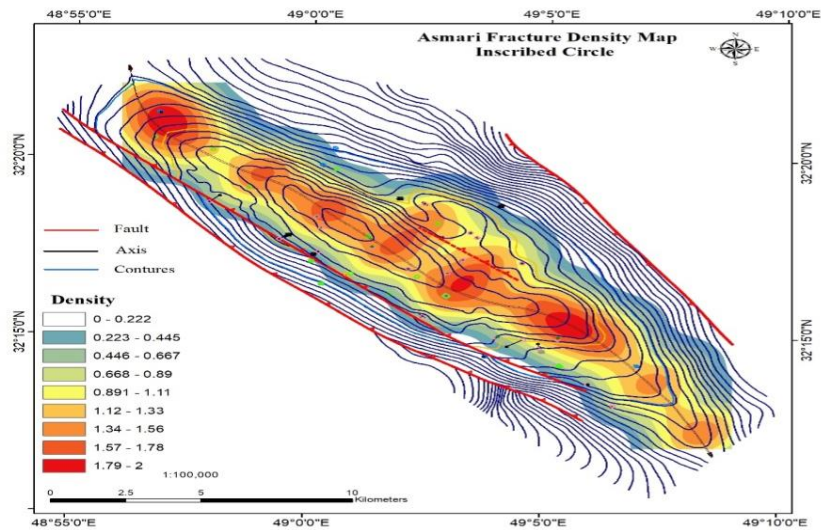 48°55'0"E 49°0'0"E 49°5'0"E 49°10'0"E
Asmari Fracture Density Map
Inscribed Circle
N
W E
S
32°20'0"N 32°20'0"N
Fault
Axis
Contures
Density
0 - 0.222
0.223 - 0.445
0.446 - 0.667
0.668 - 0.89
0.891 - 1.11
1.12 - 1.33
1.34 - 1.56
1.57 - 1.78
1.79 - 2
32°15'0"N 32°15'0"N
1:100,000
0 2.5 5 10
Kilometers
48°55'0"E 49°0'0"E 49°5'0"E 49°10'0"E